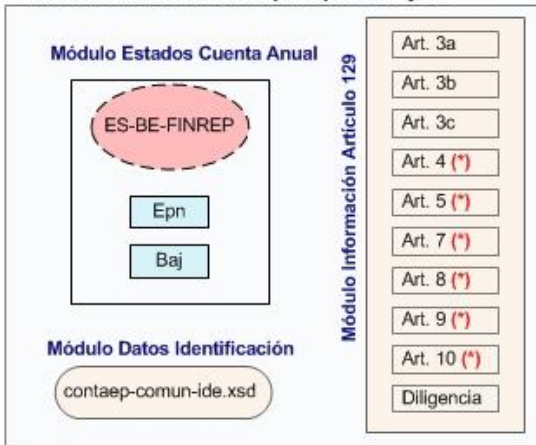 Módulo Estados Cuenta Anual
ES-BE-FINREP
Epn
Baj
Módulo Datos Identificación
contaep-comun-ide.xsd
Módulo Información Artículo 129
Art. 3a
Art. 3b
Art. 3c
Art. 4 (*)
Art. 5 (*)
Art. 7 (*)
Art. 8 (*)
Art. 9 (*)
Art. 10 (*)
Diligencia